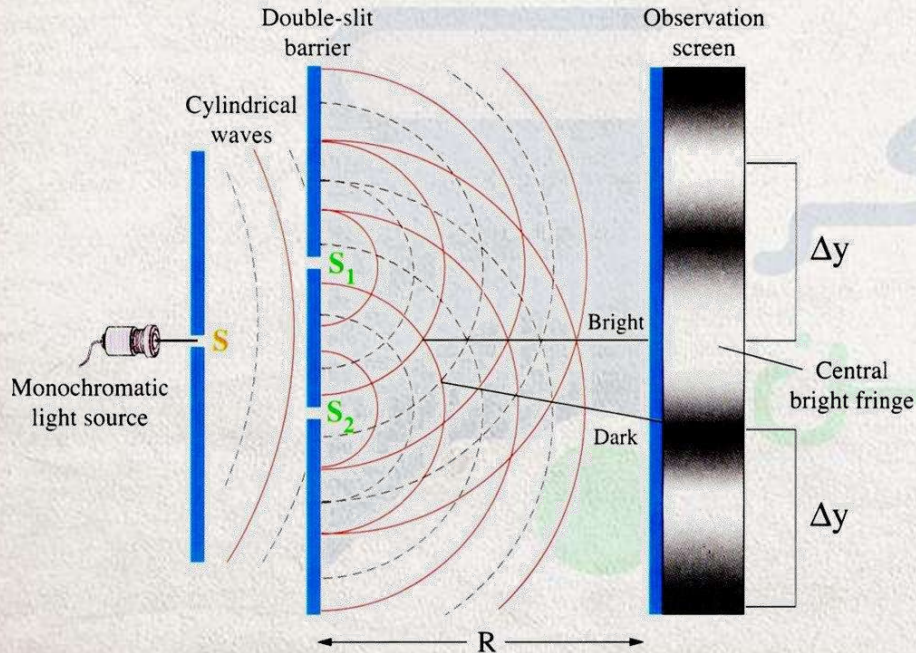 Double-slit
barrier
Observation
screen
Cylindrical
waves
Δy
S₁
Bright
S
Monochromatic
light source
Central
bright fringe
S₂
Dark
Δy
R